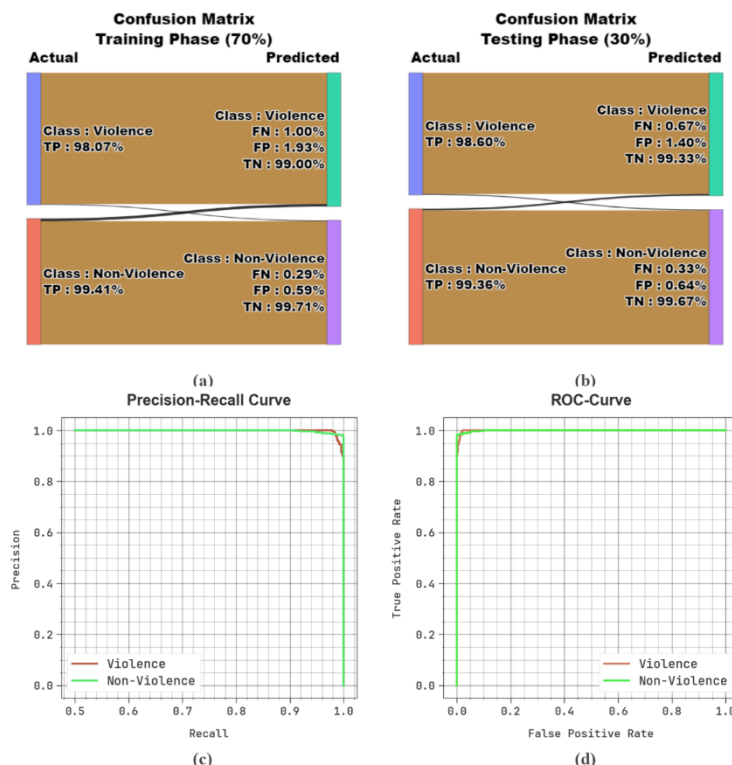 Confusion Matrix
Training Phase (70%)
Actual
Predicted
Class : Violence
TP : 98.07%
Class : Violence
FN : 1.00%
FP : 1.93%
TN : 99.00%
Class : Non-Violence
TP : 99.41%
Class : Non-Violence
FN : 0.29%
FP : 0.59%
TN : 99.71%
(a)
Confusion Matrix
Testing Phase (30%)
Actual
Predicted
Class : Violence
TP : 98.60%
Class : Violence
FN : 0.67%
FP : 1.40%
TN : 99.33%
Class : Non-Violence
TP : 99.36%
Class : Non-Violence
FN : 0.33%
FP : 0.64%
TN : 99.67%
(b)
Precision-Recall Curve
Precision
1.0
0.8
0.6
0.4
0.2
0.0
Violence
Non-Violence
0.5 0.6 0.7 0.8 0.9 1.0
Recall
(c)
ROC-Curve
True Positive Rate
1.0
0.8
0.6
0.4
0.2
0.0
Violence
Non-Violence
0.0 0.2 0.4 0.6 0.8 1.0
False Positive Rate
(d)